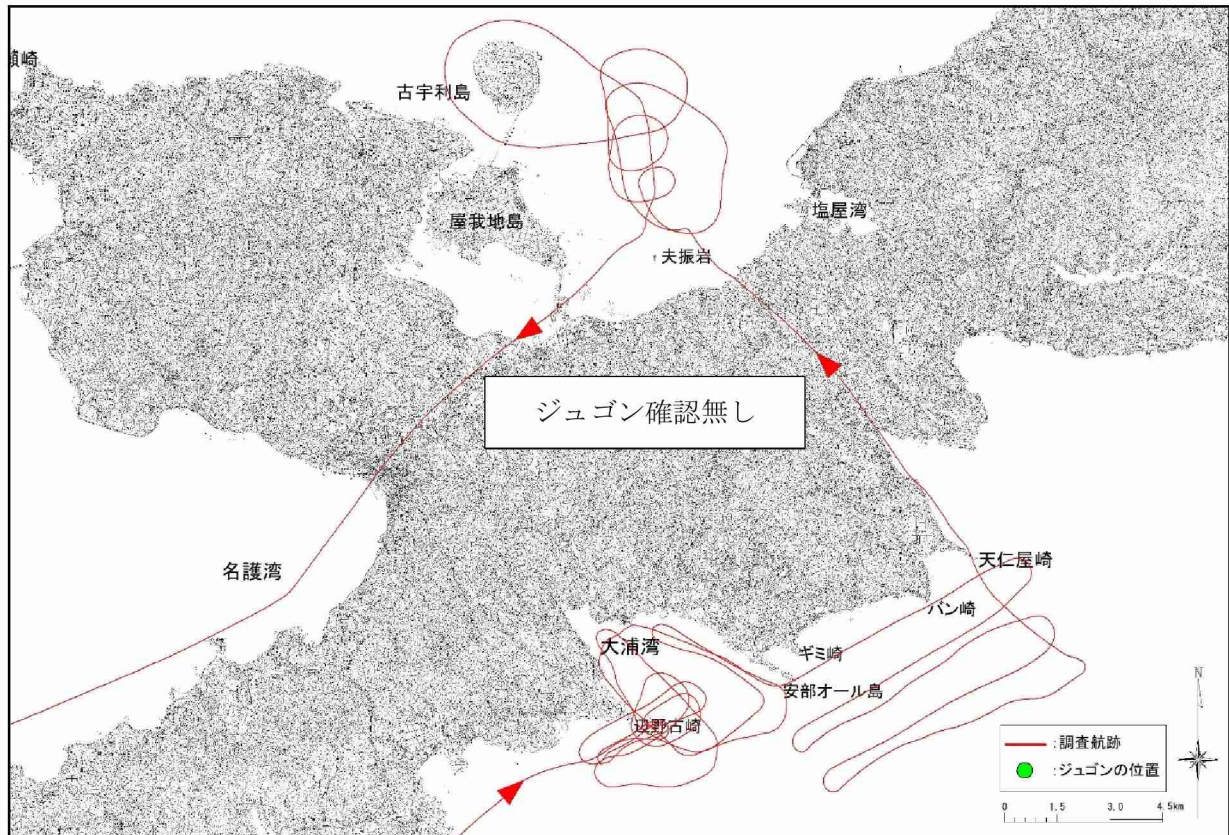 古宇利島
屋我地島
塩屋湾
夫振岩
ジュゴン確認無し
名護湾
天仁屋崎
バン崎
大浦湾
ギミ崎
安部オール島
辺野古崎
N
:調査航跡
:ジュゴンの位置
0 1.5 3.0 4.5km